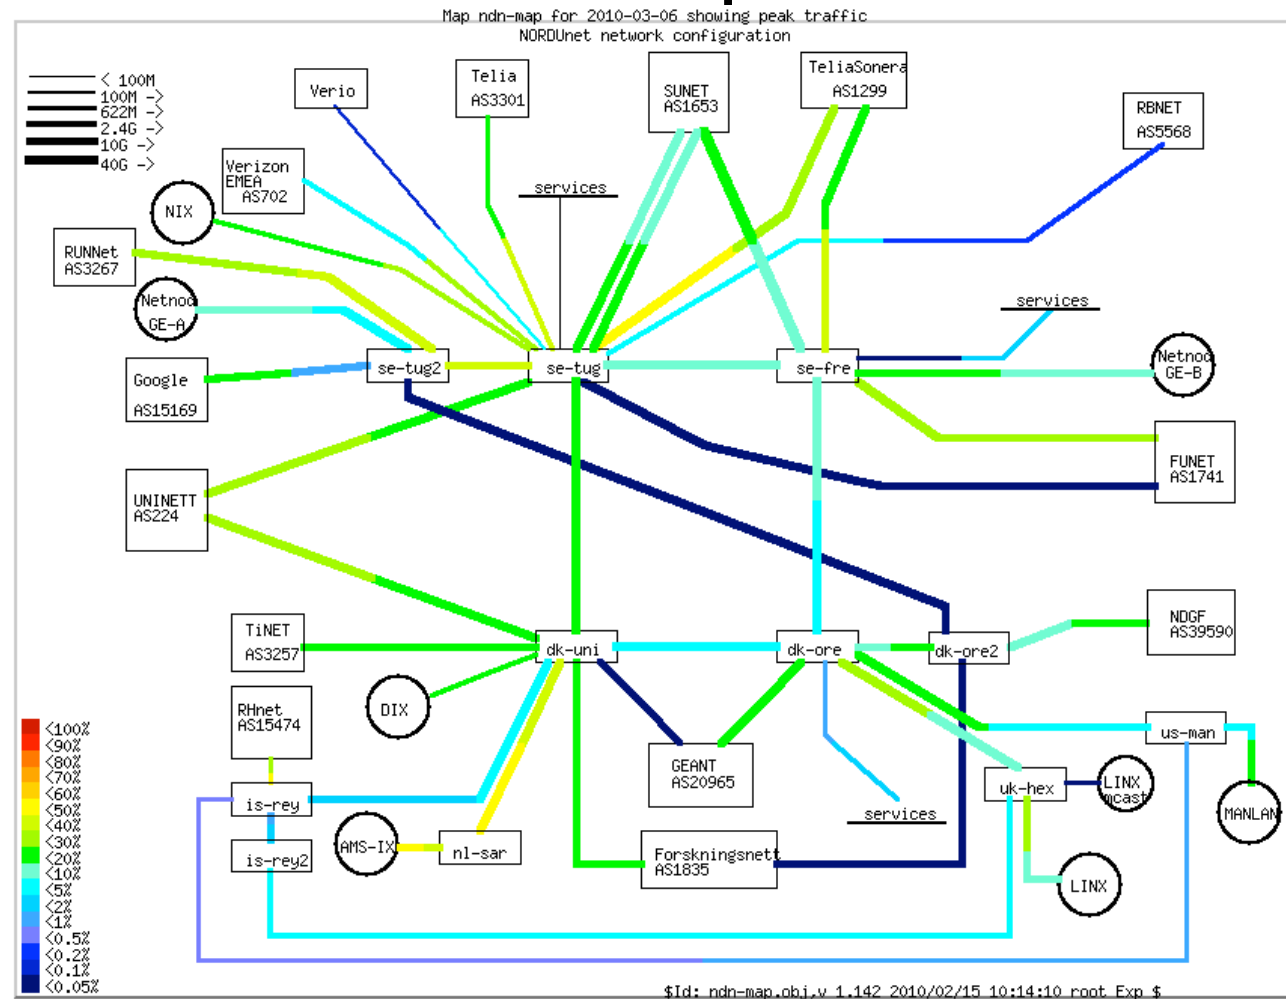 Map ndn-map for 2010-03-06 showing peak traffic
NORDUnet network configuration
< 100M
100M ->
622M ->
2.4G ->
10G ->
40G ->
Verio
Telia
AS3301
SUNET
AS1653
TeliaSonera
AS1299
RBNET
AS5568
Verizon
EMEA
AS702
services
NIX
RUNNet
AS3267
Netnod
GE-A
services
Netnod
GE-B
Google
AS15169
se-tug2
se-tug
se-fre
FUNET
AS1741
UNINETT
AS224
TiNET
AS3257
dk-uni
dk-ore
dk-ore2
NDGF
AS39590
RHnet
AS15474
DIX
GEANT
AS20965
us-man
uk-hex
LINX
mcast
MANLAN
is-rey
services
is-rey2
AMS-IX
nl-sar
Forskningsnett
AS1835
LINX
<100%
<90%
<80%
<70%
<60%
<50%
<40%
<30%
<20%
<10%
<5%
<2%
<1%
<0.5%
<0.2%
<0.1%
<0.05%
$Id: ndn-map.obj,v 1.142 2010/02/15 10:14:10 root Exp $